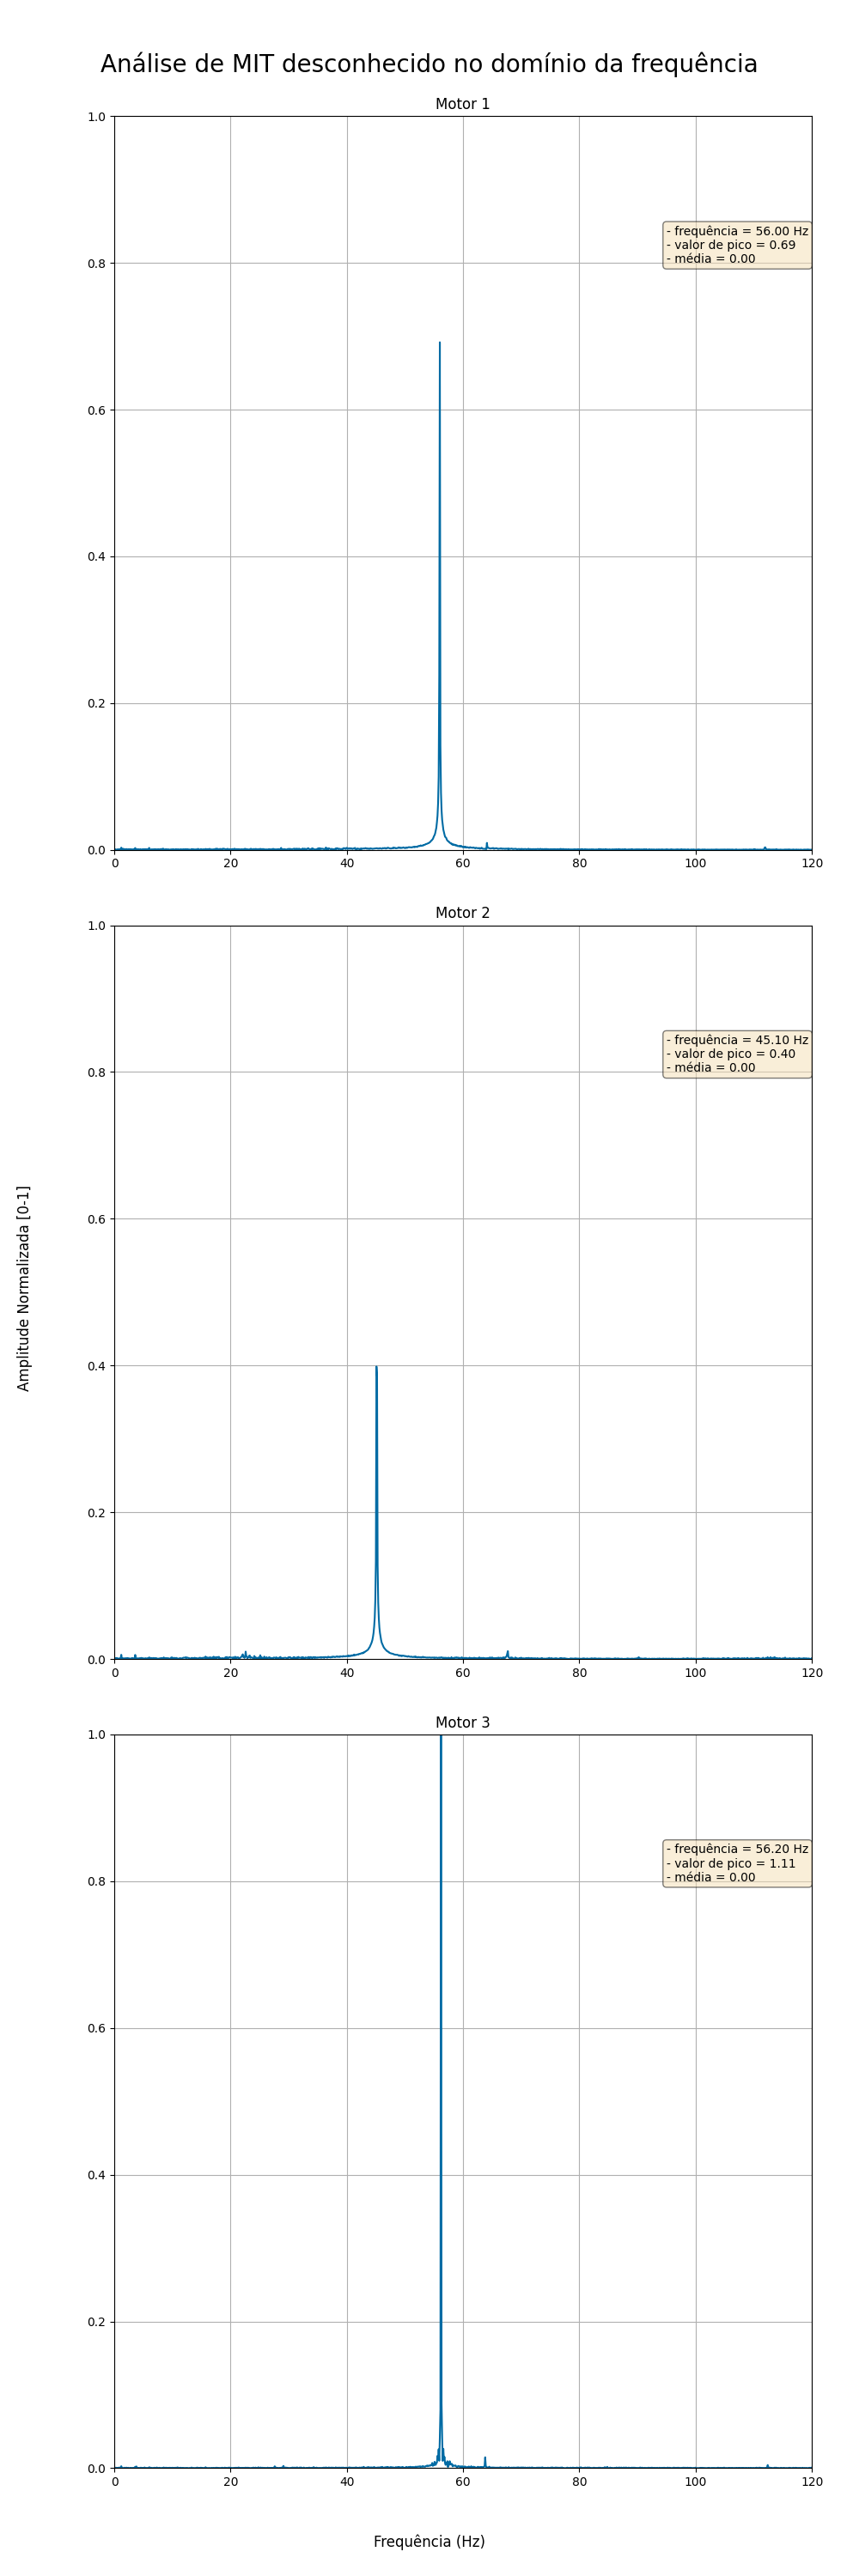 Análise de MIT desconhecido no domínio da frequência
Motor 1
1.0
0.8
0.6
0.4
0.2
0.0
- frequência = 56.00 Hz
- valor de pico = 0.69
- média = 0.00
0 20 40 60 80 100 120
Motor 2
1.0
0.8
0.6
0.4
0.2
0.0
- frequência = 45.10 Hz
- valor de pico = 0.40
- média = 0.00
0 20 40 60 80 100 120
Amplitude Normalizada [0-1]
Motor 3
1.0
0.8
0.6
0.4
0.2
0.0
- frequência = 56.20 Hz
- valor de pico = 1.11
- média = 0.00
0 20 40 60 80 100 120
Frequência (Hz)